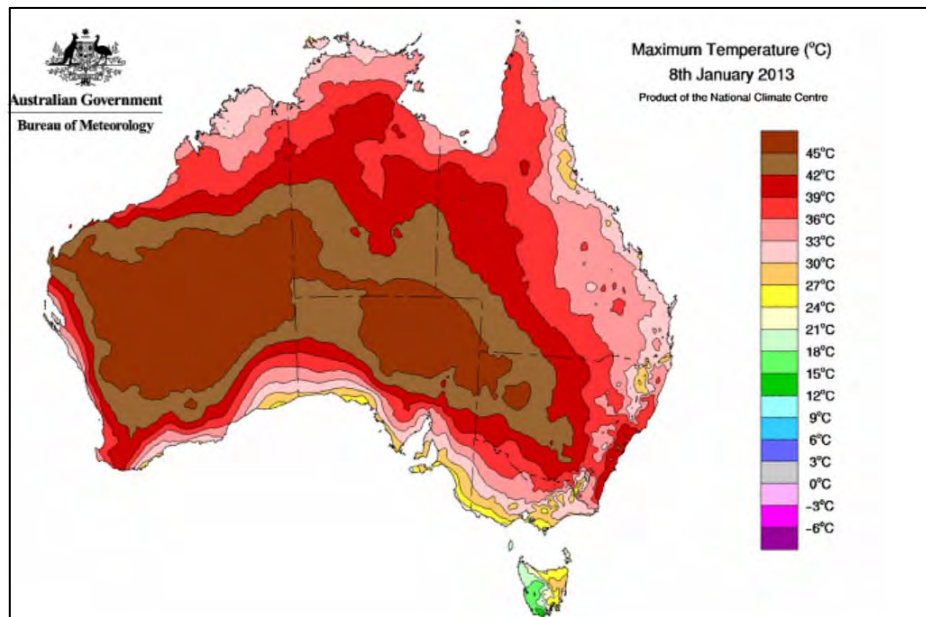 Australian Government
Bureau of Meteorology
Maximum Temperature (°C)
8th January 2013
Product of the National Climate Centre
45°C
42°C
39°C
36°C
33°C
30°C
27°C
24°C
21°C
18°C
15°C
12°C
9°C
6°C
3°C
0°C
-3°C
-6°C